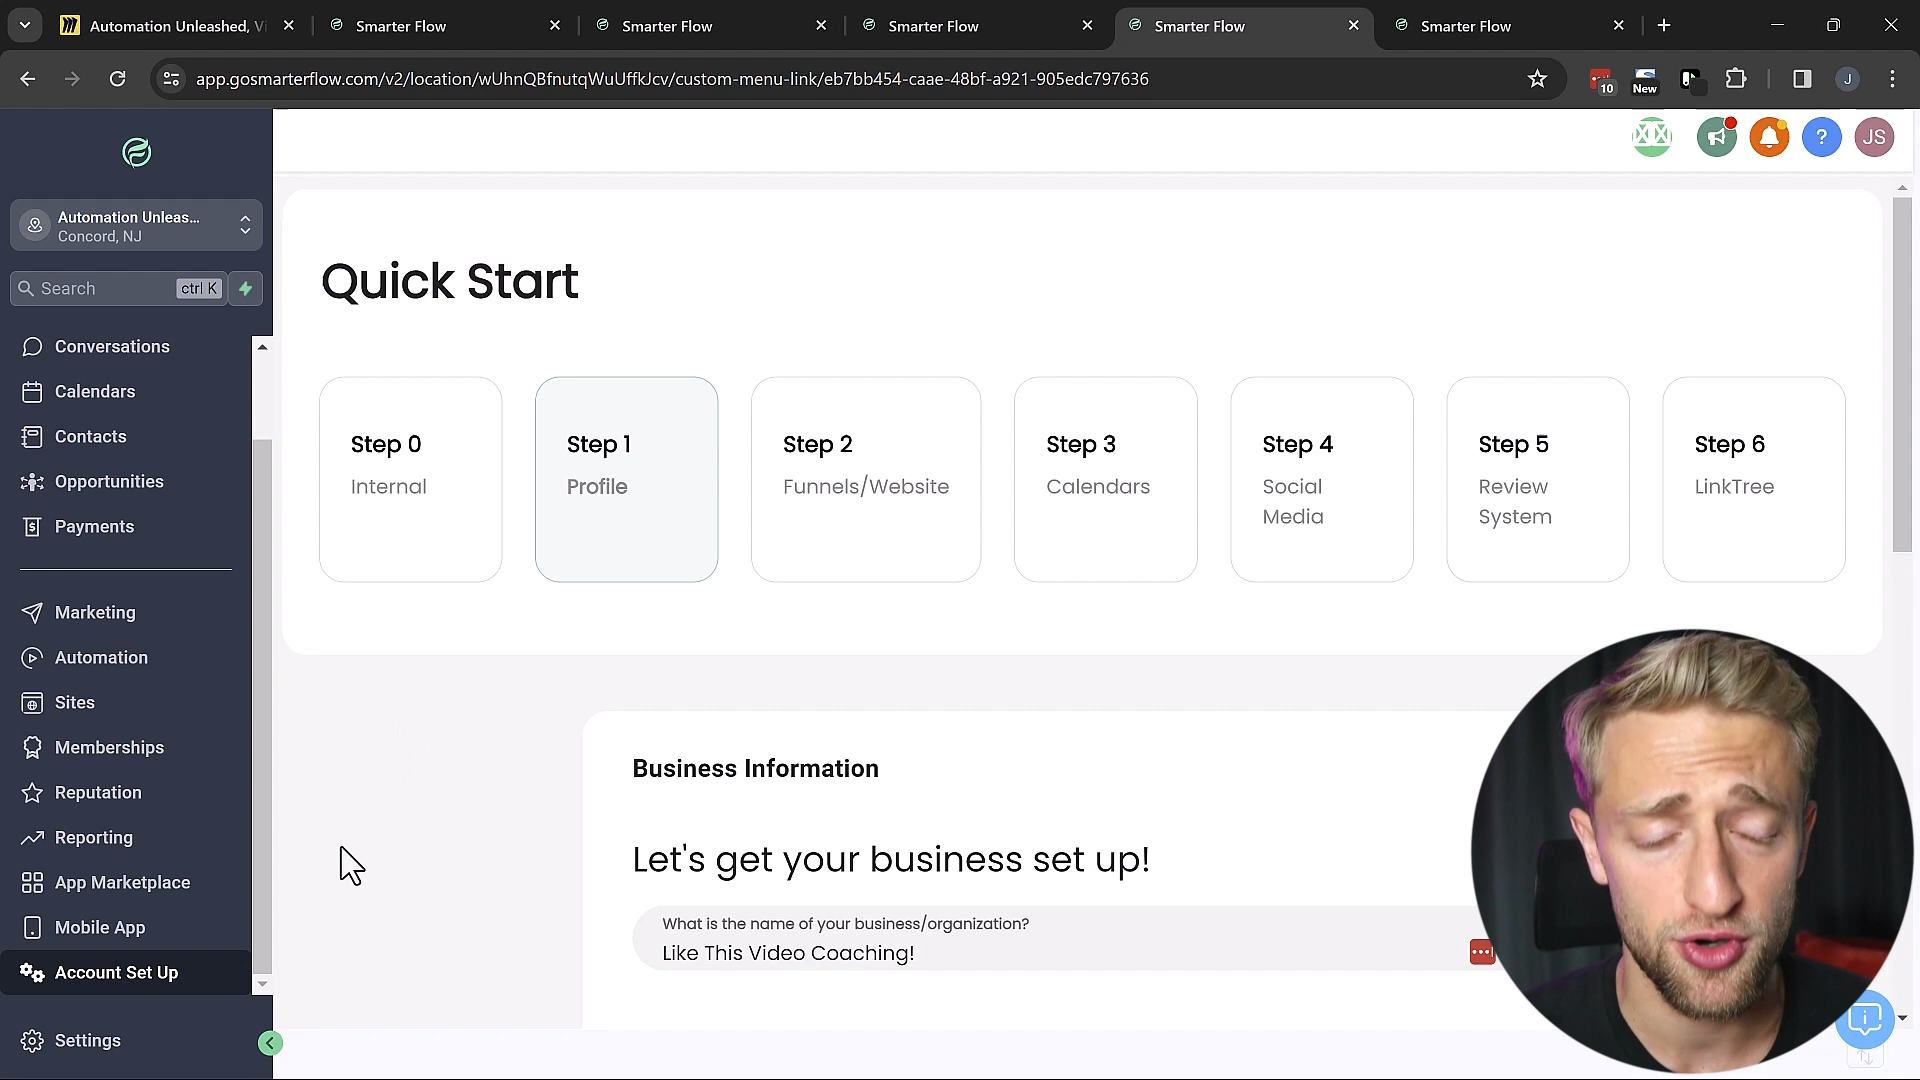 Automation Unleashed, Vi
Smarter Flow
Smarter Flow
Smarter Flow
Smarter Flow
Smarter Flow
app.gosmarterflow.com/v2/location/wUhnQBfnutqWuUffkJcv/custom-menu-link/eb7bb454-caae-48bf-a921-905edc797636
10
New
J
JS
Automation Unleas...
Concord, NJ
Search
ctrl K
Conversations
Calendars
Contacts
Opportunities
Payments
Marketing
Automation
Sites
Memberships
Reputation
Reporting
App Marketplace
Mobile App
Account Set Up
Settings
Quick Start
Step 0
Internal
Step 1
Profile
Step 2
Funnels/Website
Step 3
Calendars
Step 4
Social
Media
Step 5
Review
System
Step 6
LinkTree
Business Information
Let's get your business set up!
What is the name of your business/organization?
Like This Video Coaching!